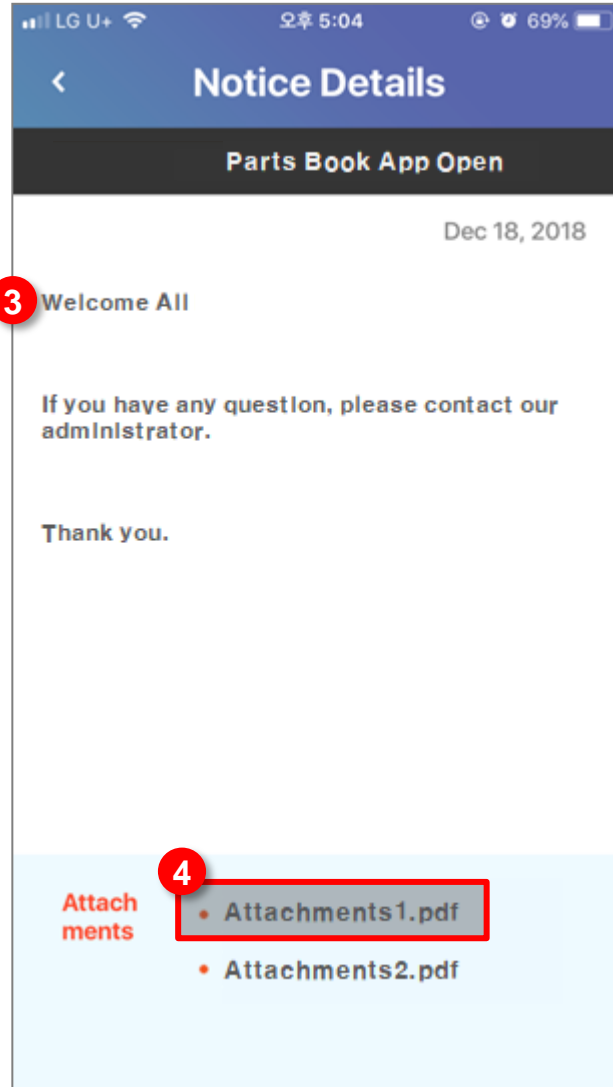 LG U+ 오후 5:04 69%
Notice Details
Parts Book App Open
Dec 18, 2018
3 Welcome All
If you have any question, please contact our
administrator.
Thank you.
4
Attach
ments
• Attachments1.pdf
• Attachments2.pdf